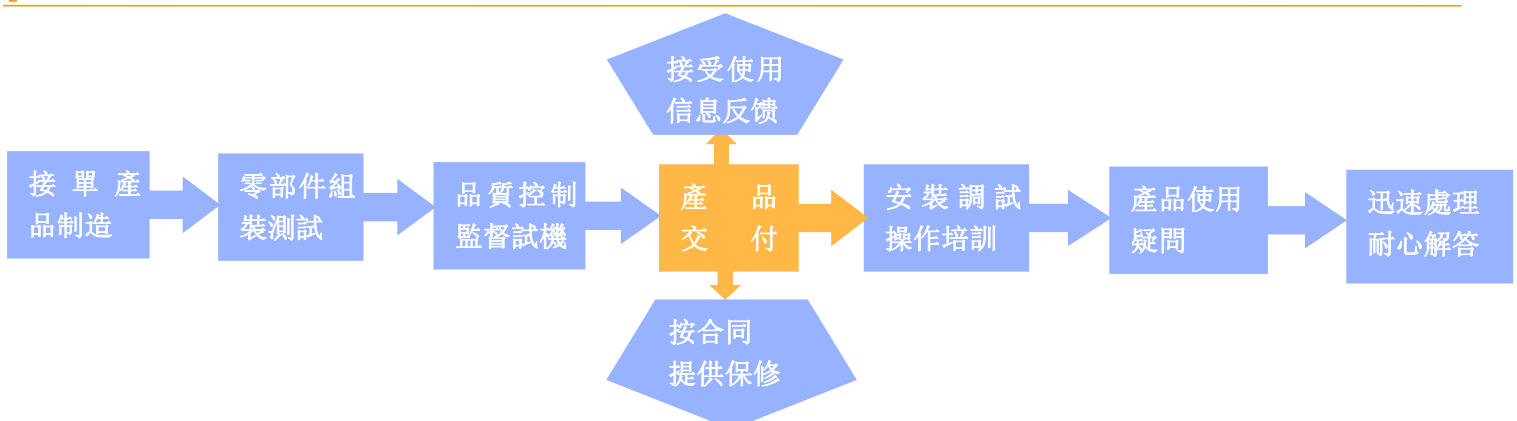 接受使用
信息反馈
接單產
品制造
零部件組
裝測試
品質控制
監督試機
產品
交付
安裝調試
操作培訓
產品使用
疑問
迅速處理
耐心解答
按合同
提供保修